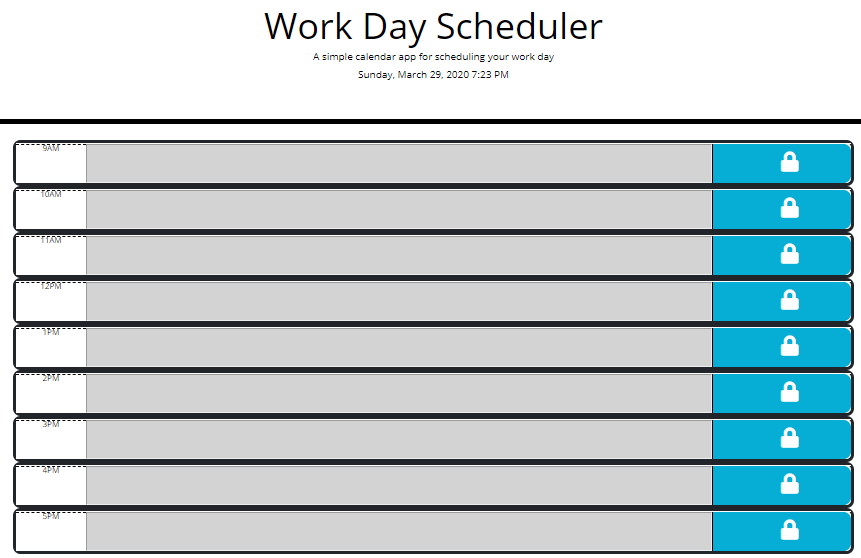 Work Day Scheduler
A simple calendar app for scheduling your work day
Sunday, March 29, 2020 7:23 PM
9AM
10AM
11AM
12PM
1PM
2PM
3PM
4PM
5PM